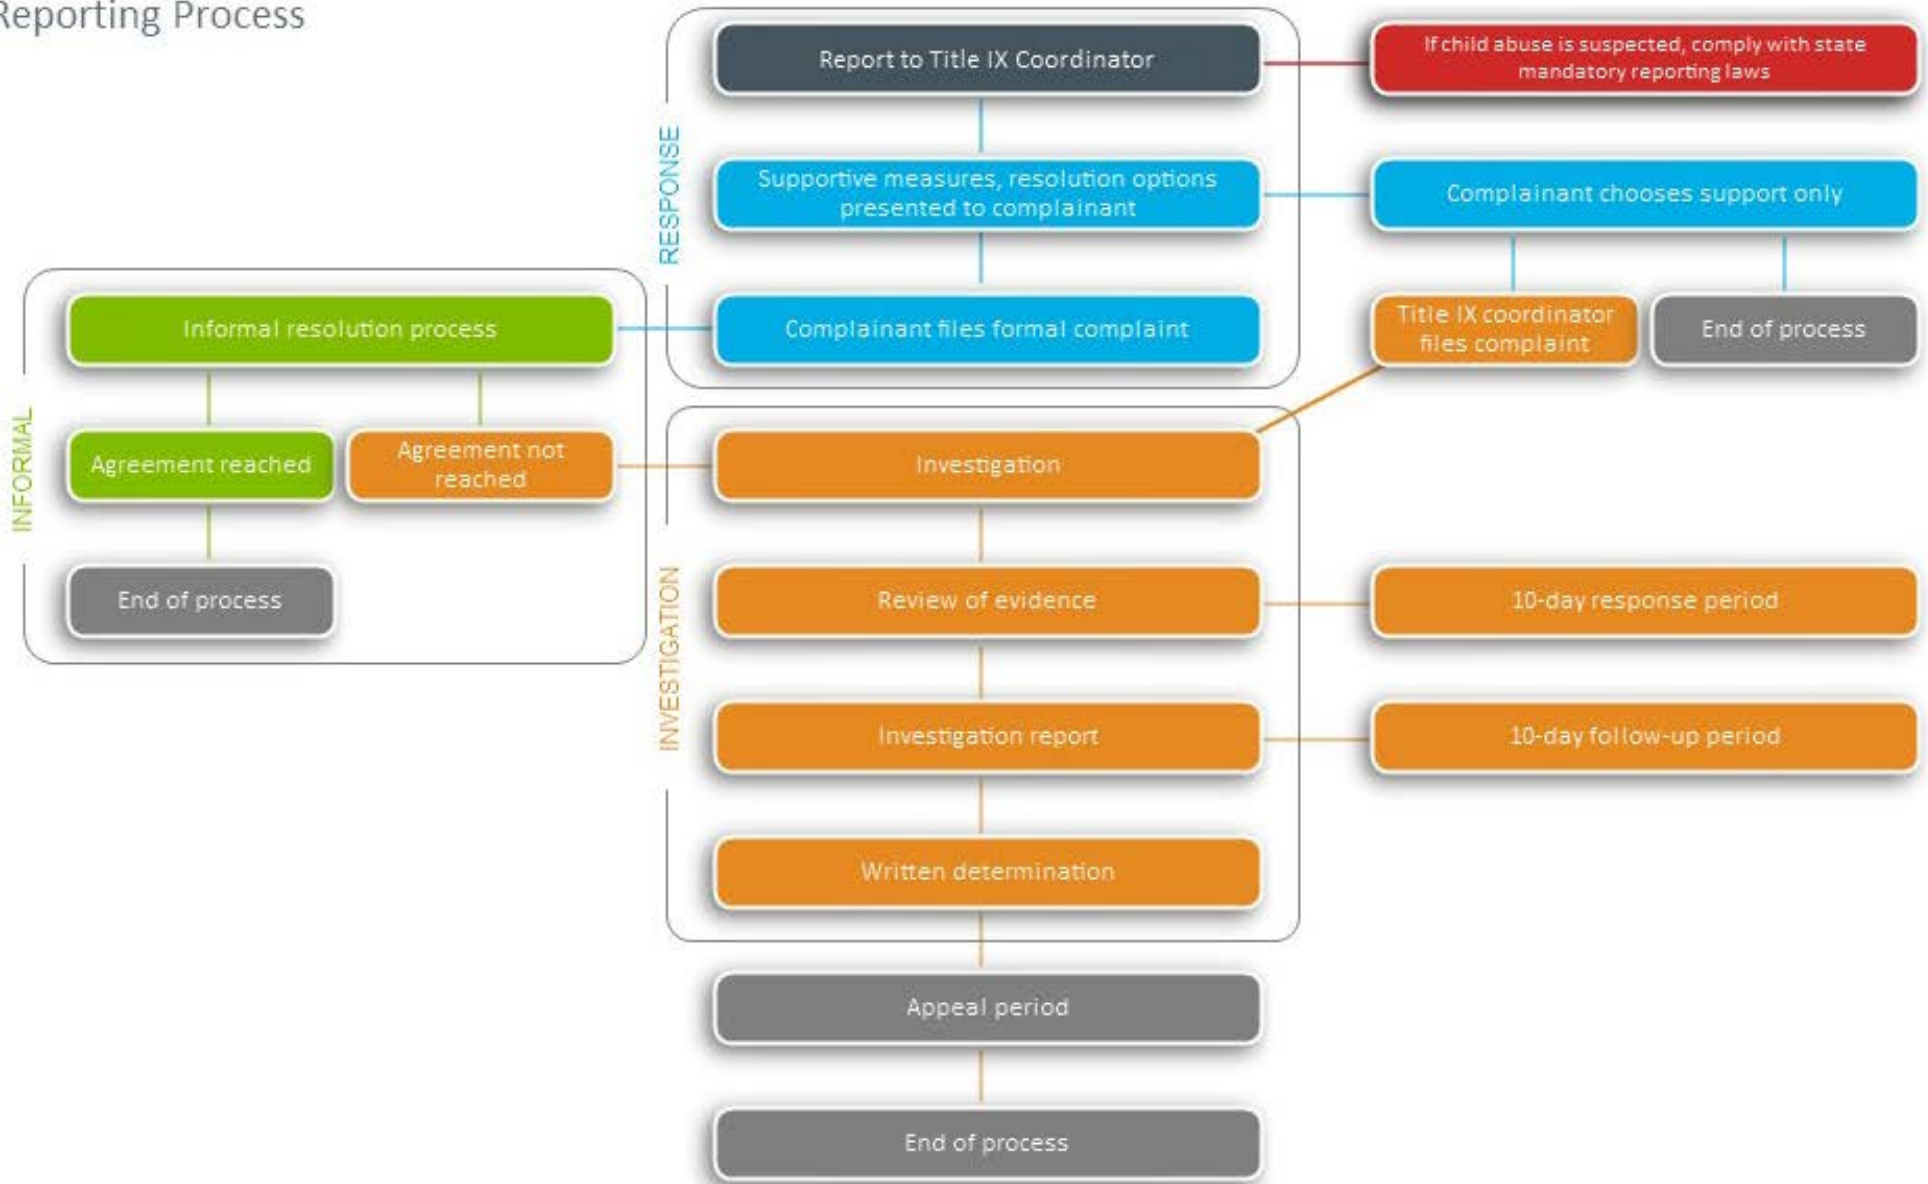 Reporting Process
Report to Title IX Coordinator
If child abuse is suspected, comply with state
mandatory reporting laws
RESPONSE
Supportive measures, resolution options
presented to complainant
Complainant chooses support only
INFORMAL
Informal resolution process
Complainant files formal complaint
Title IX coordinator
files complaint
End of process
Agreement reached
Agreement not
reached
End of process
INVESTIGATION
Investigation
Review of evidence
10-day response period
Investigation report
10-day follow-up period
Written determination
Appeal period
End of process